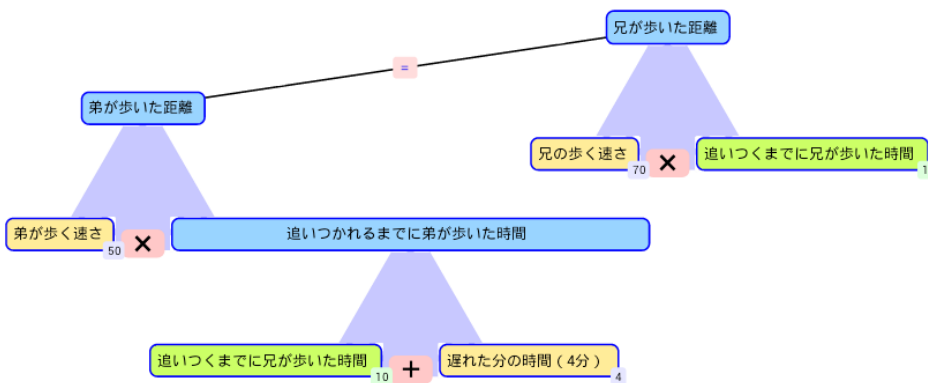 兄が歩いた距離
=
弟が歩いた距離
兄の歩く速さ
70
×
追いつくまでに兄が歩いた時間
1
弟が歩く速さ
50
×
追いつかれるまでに弟が歩いた時間
追いつくまでに兄が歩いた時間
10
+
遅れた分の時間(4分)
4